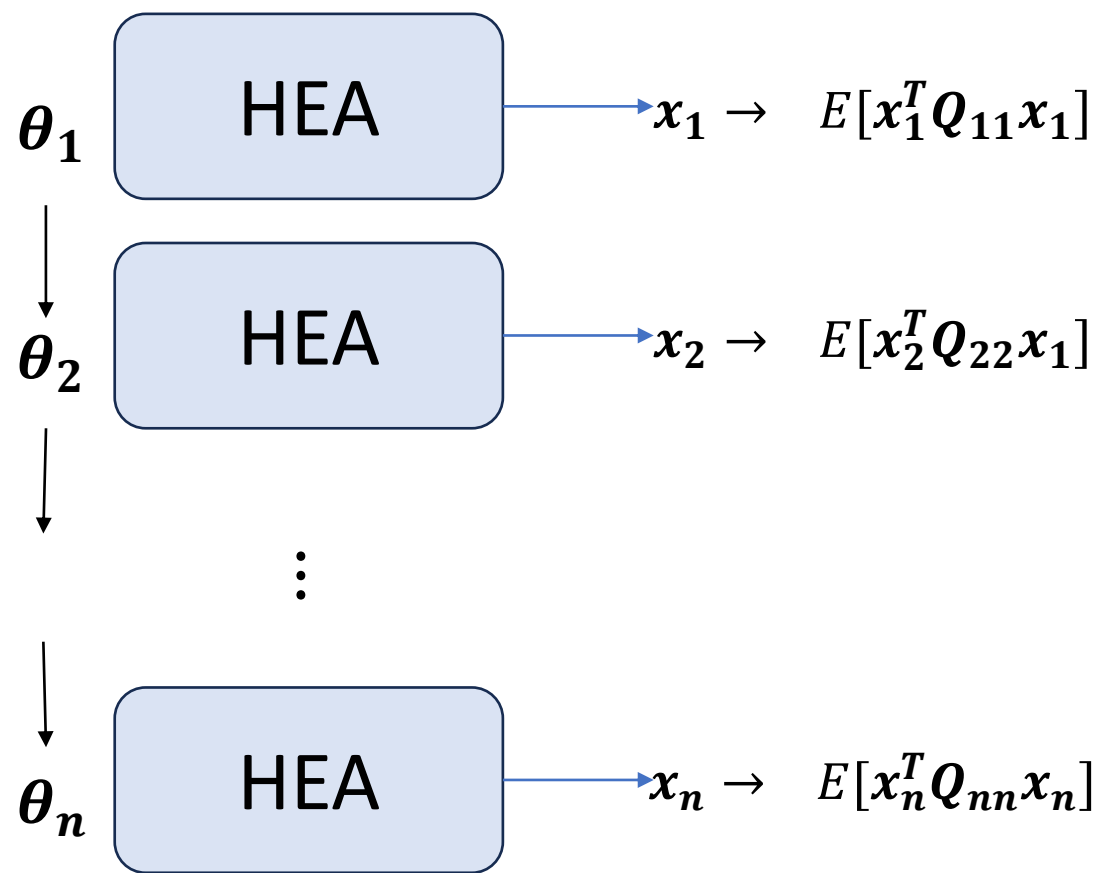 θ₁ HEA x₁ → E[x₁ᵀQ₁₁x₁]
θ₂ HEA x₂ → E[x₂ᵀQ₂₂x₁]
⋮
θₙ HEA xₙ → E[xₙᵀQₙₙxₙ]